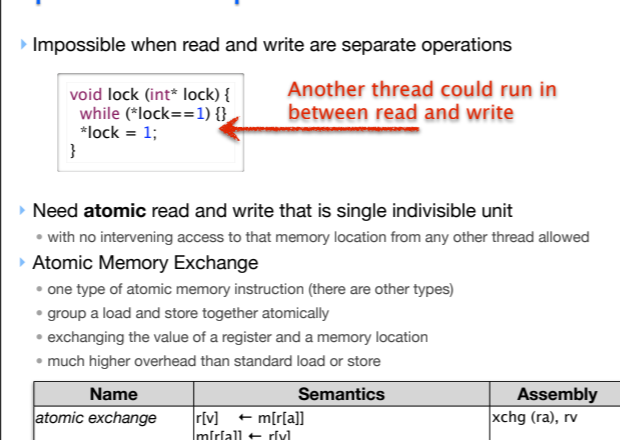 Impossible when read and write are separate operations
void lock (int* lock) {
while (*lock==1) {}
*lock = 1;
}
Another thread could run in
between read and write
Need atomic read and write that is single indivisible unit
with no intervening access to that memory location from any other thread allowed
Atomic Memory Exchange
one type of atomic memory instruction (there are other types)
group a load and store together atomically
exchanging the value of a register and a memory location
much higher overhead than standard load or store
Name Semantics Assembly
atomic exchange r[v] ← m[r[a]] xchg (ra), rv
m[r[a]] ← r[v]